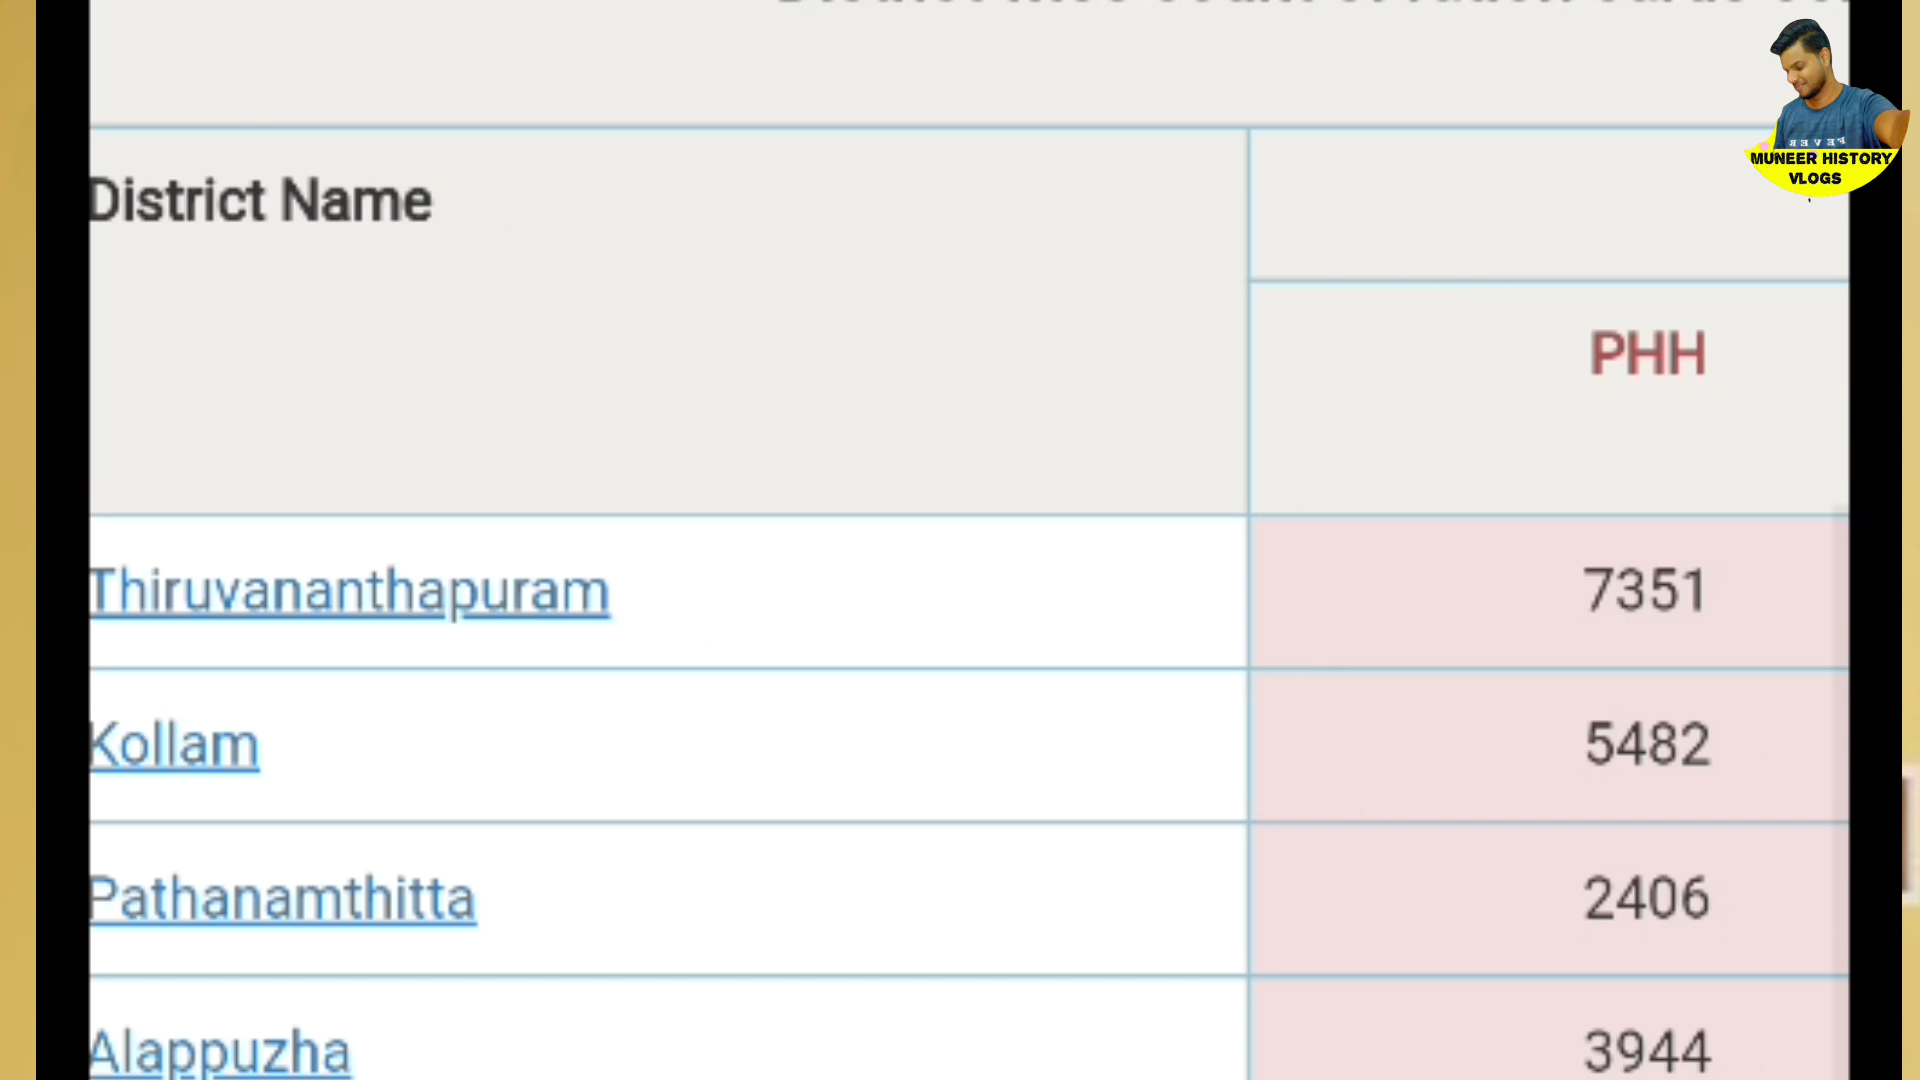 MUNEER HISTORY
VLOGS
District Name
PHH
Thiruvananthapuram 7351
Kollam 5482
Pathanamthitta 2406
Alappuzha 3944